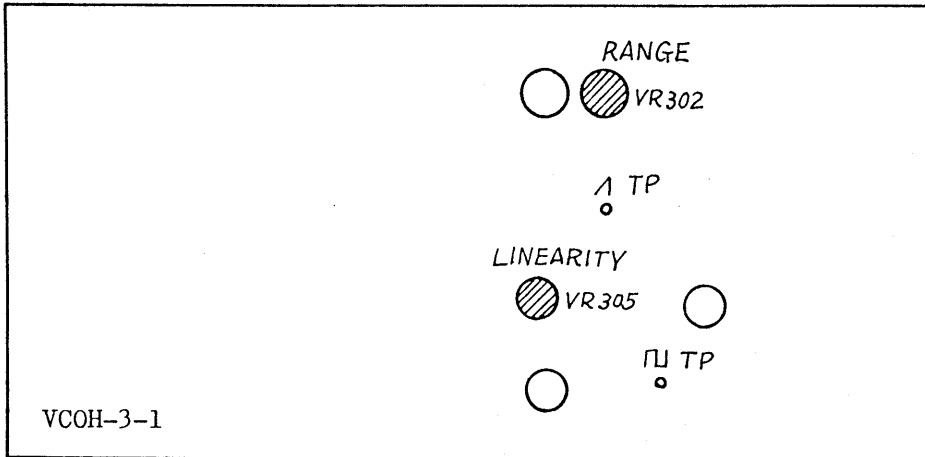 RANGE
VR302
TP
LINEARITY
VR305
TP
VCOH-3-1